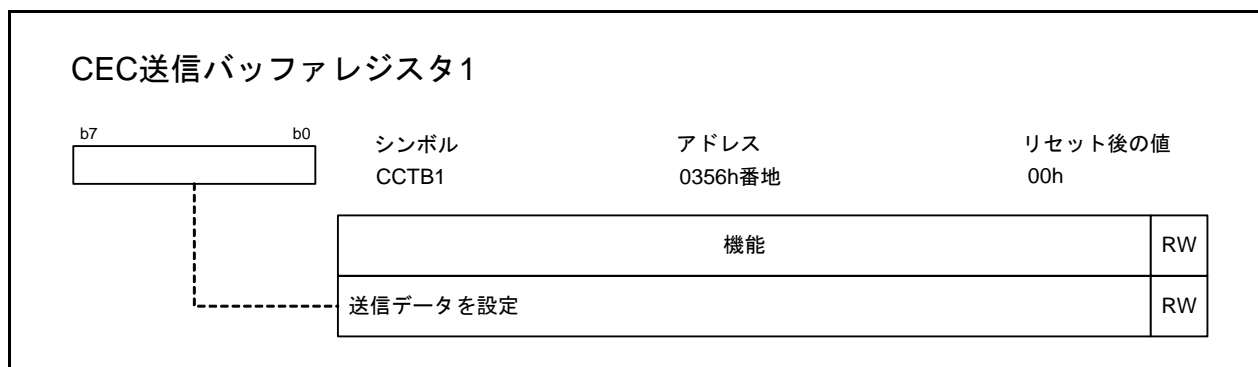 CEC送信バッファレジスタ1
b7 b0
シンボル アドレス リセット後の値
CCTB1 0356h番地 00h
機能 RW
送信データを設定 RW